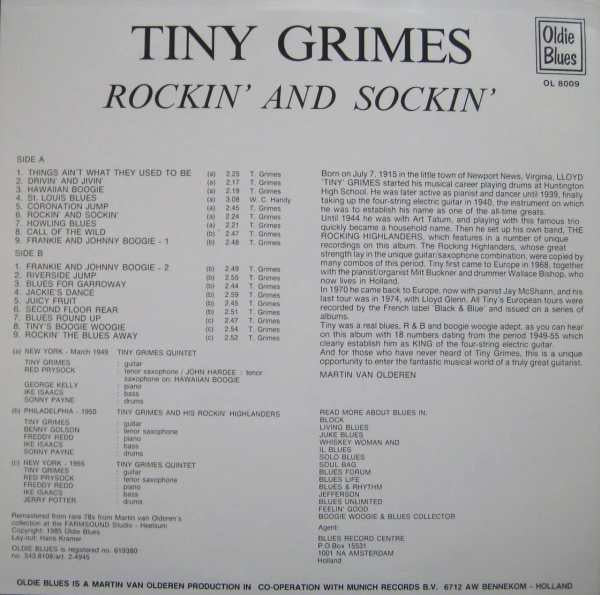 TINY GRIMES
ROCKIN' AND SOCKIN'
Oldie
Blues
OL 8009
SIDE A
1. THINGS AIN'T WHAT THEY USED TO BE (a) 2.25 T. Grimes
2. DRIVIN' AND JIVIN' (a) 2.17 T. Grimes
3. HAWAIIAN BOOGIE (a) 2.19 T. Grimes
4. St. LOUIS BLUES (a) 3.08 W. C. Handy
5. CORONATION JUMP (a) 2.45 T. Grimes
6. ROCKIN' AND SOCKIN' (a) 2.24 T. Grimes
7. HOWLING BLUES (a) 2.21 T. Grimes
8. CALL OF THE WILD (b) 2.47 T. Grimes
9. FRANKIE AND JOHNNY BOOGIE - 1 (b) 2.48 T. Grimes
SIDE B
1. FRANKIE AND JOHNNY BOOGIE - 2 (b) 2.49 T. Grimes
2. RIVERSIDE JUMP (b) 2.55 T. Grimes
3. BLUES FOR GARROWAY (b) 2.44 T. Grimes
4. JACKIE'S DANCE (b) 2.59 T. Grimes
5. JUICY FRUIT (b) 2.45 T. Grimes
6. SECOND FLOOR REAR (b) 2.51 T. Grimes
7. BLUES ROUND UP (c) 2.47 T. Grimes
8. TINY'S BOOGIE WOOGIE (c) 2.54 T. Grimes
9. ROCKIN' THE BLUES AWAY (c) 2.52 T. Grimes
(a) NEW YORK - March 1949 TINY GRIMES QUINTET
TINY GRIMES : guitar
RED PRYSOCK : tenor saxophone / JOHN HARDEE : tenor
saxophone on: HAWAIIAN BOOGIE
GEORGE KELLY : piano
IKE ISAACS : bass
SONNY PAYNE : drums
(b) PHILADELPHIA - 1950 TINY GRIMES AND HIS ROCKIN' HIGHLANDERS
TINY GRIMES : guitar
BENNY GOLSON : tenor saxophone
FREDDY REDD : piano
IKE ISAACS : bass
SONNY PAYNE : drums
(c) NEW YORK - 1955 TINY GRIMES QUINTET
TINY GRIMES : guitar
RED PRYSOCK : tenor saxophone
FREDDY REDD : piano
IKE ISAACS : bass
JERRY POTTER : drums
Remastered from rare 78s from Martin van Olderen's
collection at the FARMSOUND Studio - Heelsum
Copyright: 1985 Oldie Blues
Lay-out: Hans Kramer
OLDIE BLUES is registered no. 619380
no. 543.8108/art. 2-4945
Born on July 7, 1915 in the little town of Newport News, Virginia, LLOYD
'TINY' GRIMES started his musical career playing drums at Huntington
High School. He was later active as pianist and dancer until 1939, finally
taking up the four-string electric guitar in 1940, the instrument on which
he was to establish his name as one of the all-time greats.
Until 1944 he was with Art Tatum, and playing with this famous trio
quickly became a household name. Then he set up his own band, THE
ROCKING HIGHLANDERS, which features in a number of unique
recordings on this album. The Rocking Highlanders, whose great
strength lay in the unique guitar/saxophone combination, were copied by
many combos of this period. Tiny first came to Europe in 1968, together
with the pianist/organist Milt Buckner and drummer Wallace Bishop, who
now lives in Holland.
In 1970 he came back to Europe, now with pianist Jay McShann, and his
last tour was in 1974, with Lloyd Glenn. All Tiny's European tours were
recorded by the French label 'Black & Blue' and issued on a series of
albums.
Tiny was a real blues, R & B and boogie woogie adept, as you can hear
on this album with 18 numbers dating from the period 1949-55 which
clearly establish him as KING of the four-string electric guitar.
And for those who have never heard of Tiny Grimes, this is a unique
opportunity to enter the fantastic musical world of a truly great guitarist.
MARTIN VAN OLDEREN
READ MORE ABOUT BLUES IN:
BLOCK
LIVING BLUES
JUKE BLUES
WHISKEY WOMAN AND
IL BLUES
SOLO BLUES
SOUL BAG
BLUES FORUM
BLUES LIFE
BLUES & RHYTHM
JEFFERSON
BLUES UNLIMITED
FEELIN' GOOD
BOOGIE WOOGIE & BLUES COLLECTOR
Agent:
BLUES RECORD CENTRE
P.O.Box 15531
1001 NA AMSTERDAM
Holland
OLDIE BLUES IS A MARTIN VAN OLDEREN PRODUCTION IN CO-OPERATION WITH MUNICH RECORDS B.V. 6712 AW BENNEKOM - HOLLAND